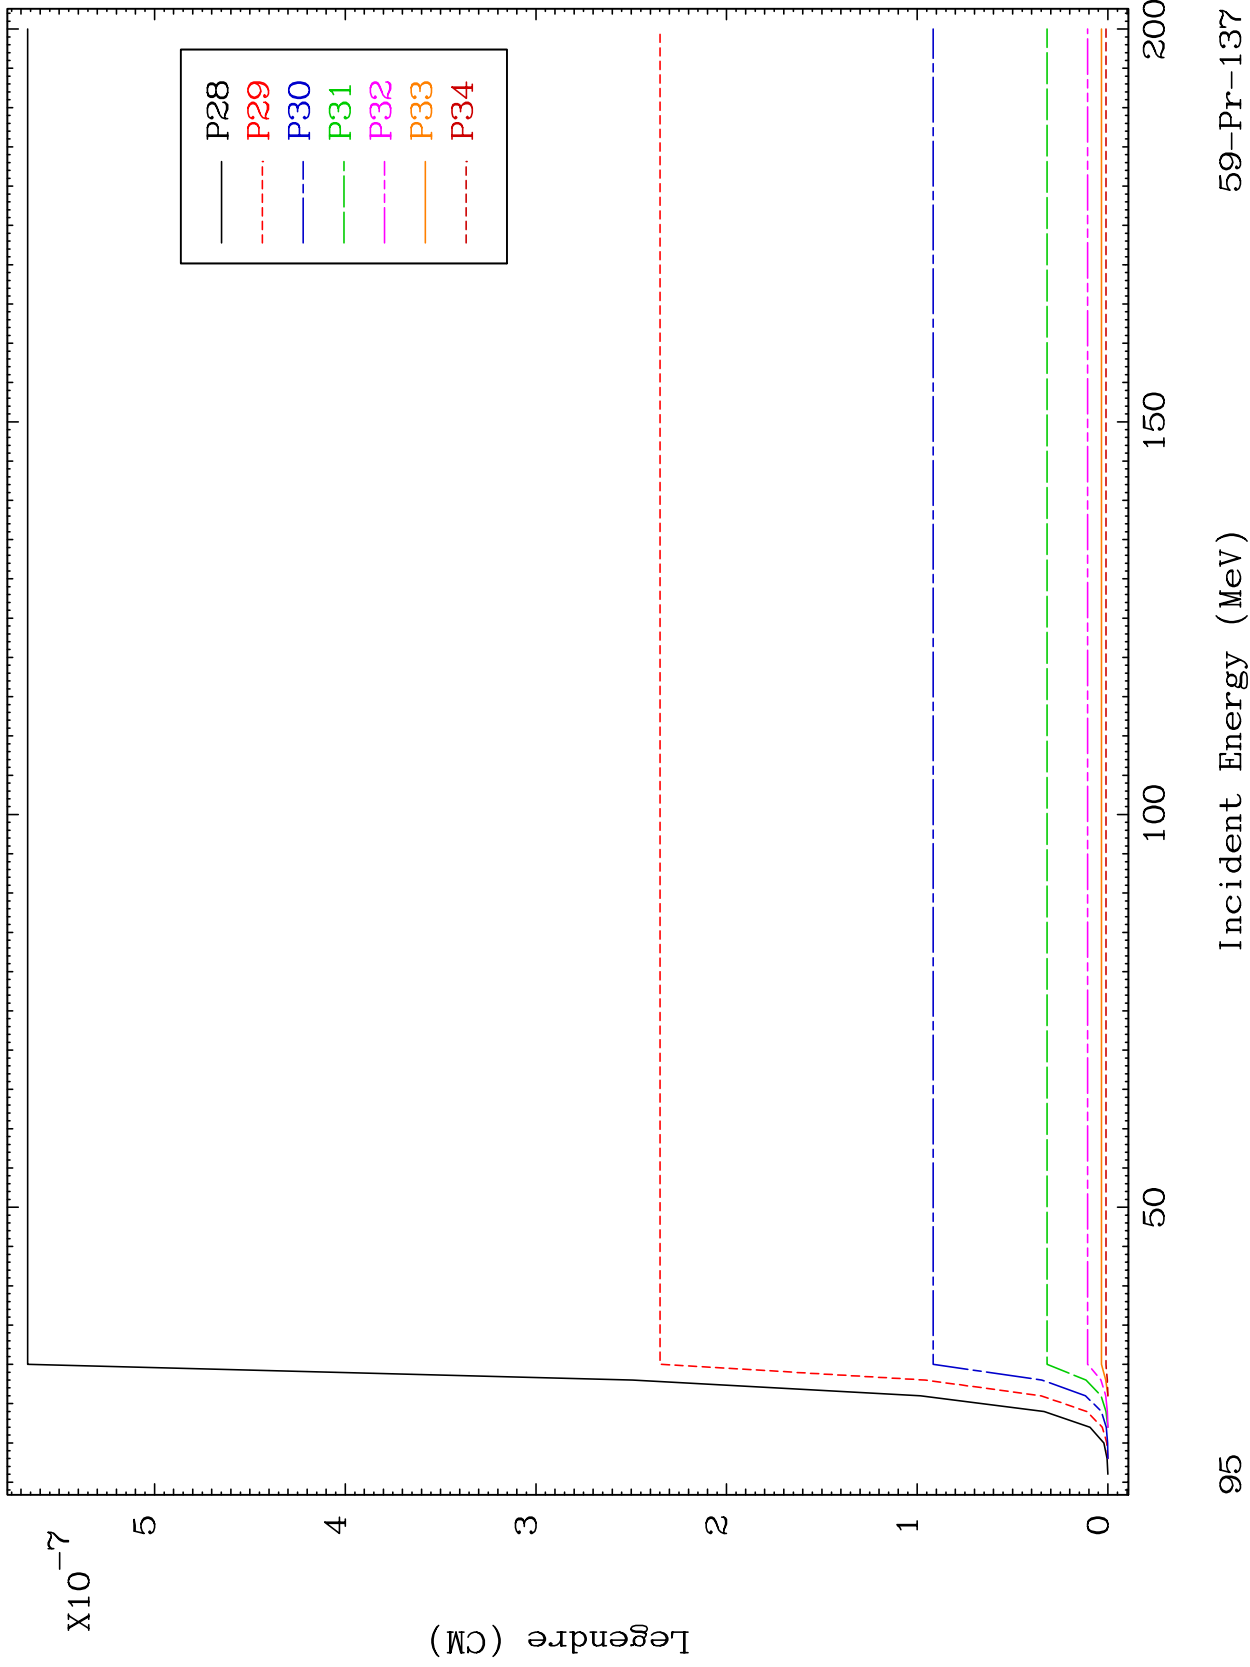 X10-7
Legendre (CM)
5
4
3
2
1
0
P28
P29
P30
P31
P32
P33
P34
50
100
150
200
Incident Energy (MeV)
95
59-Pr-137